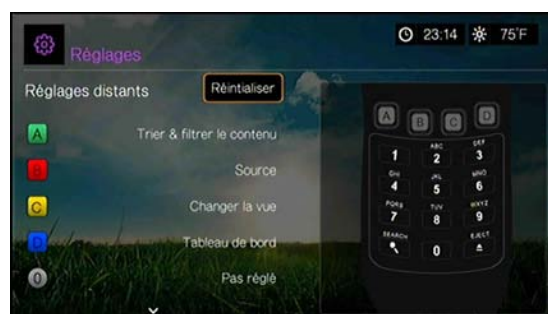 23:14 75°F
Réglages
Réglages distants Réintialiser
A Trier & filtrer le contenu
B Source
C Changer la vue
D Tableau de bord
0 Pas réglé
A B C D
ABC DEF
1 2 3
GHI JKL MNO
4 5 6
PQRS TUV WXYZ
7 8 9
SEARCH EJECT
0